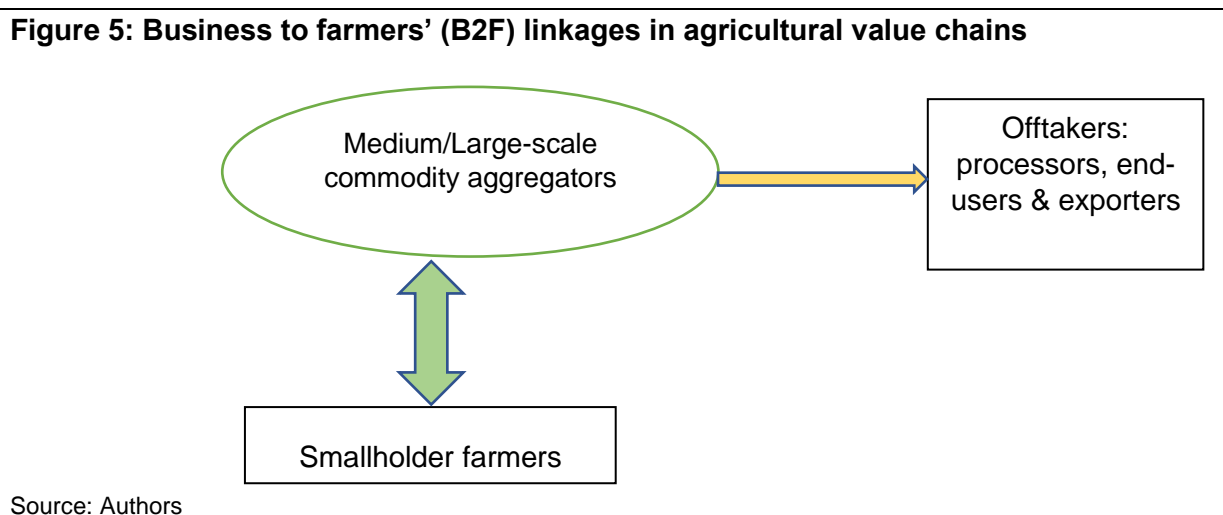 Figure 5: Business to farmers’ (B2F) linkages in agricultural value chains
Medium/Large-scale
commodity aggregators
Offtakers:
processors, end-
users & exporters
Smallholder farmers
Source: Authors